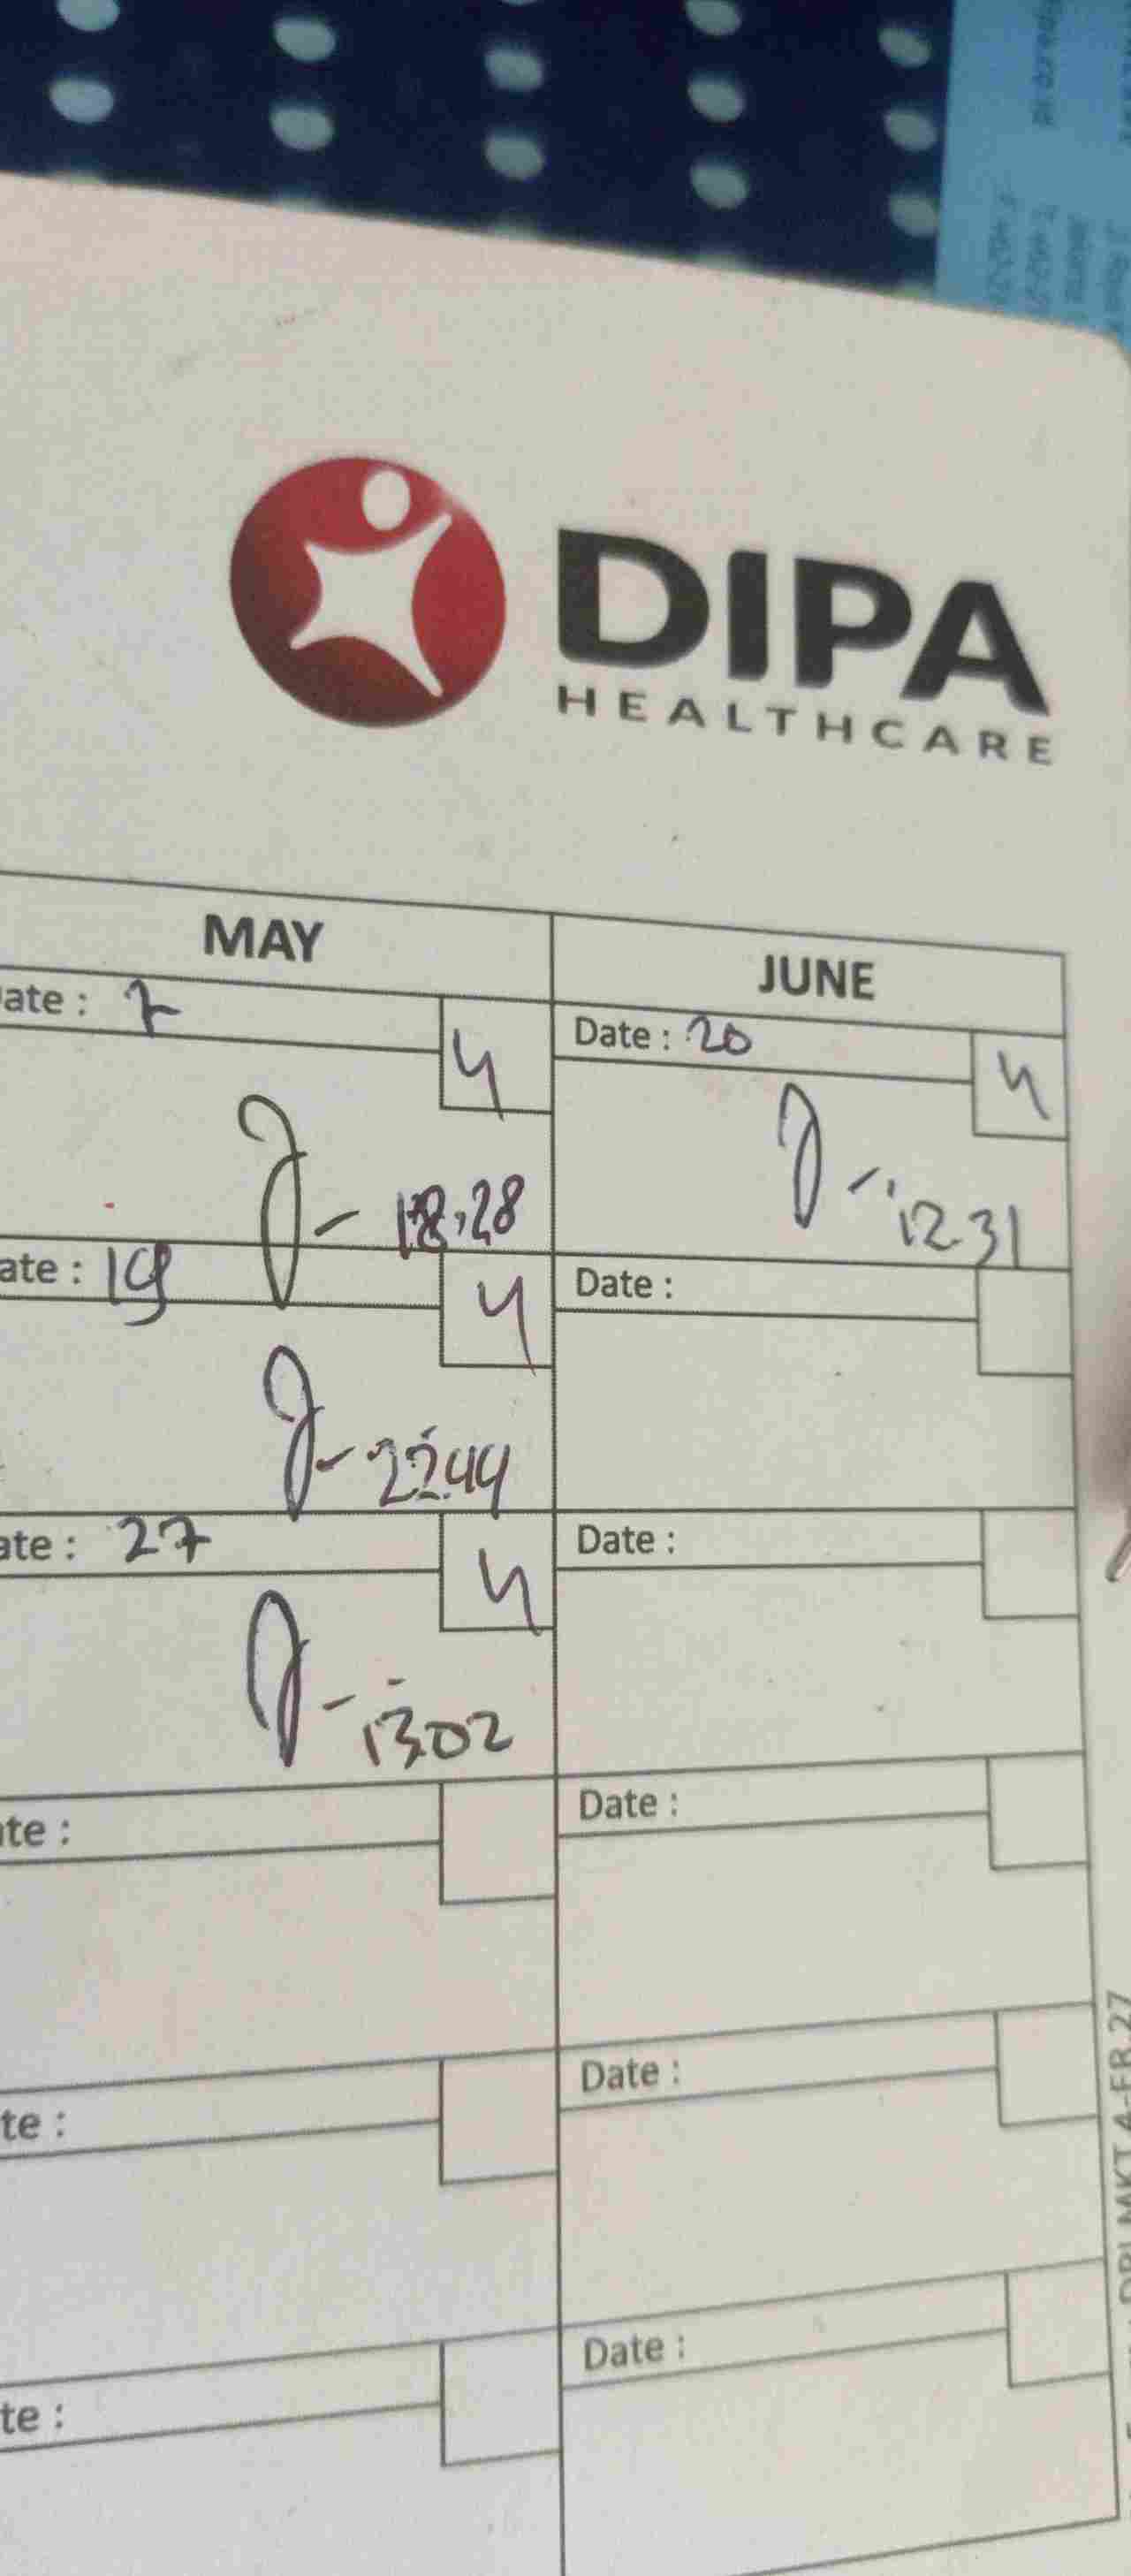 DIPA
HEALTHCARE
MAY
JUNE
ate : 7
4
Date : 20
4
18.28
12.31
ate : 19
4
Date :
22.44
ate : 27
4
Date :
13.02
te :
Date :
te :
Date :
te :
Date :